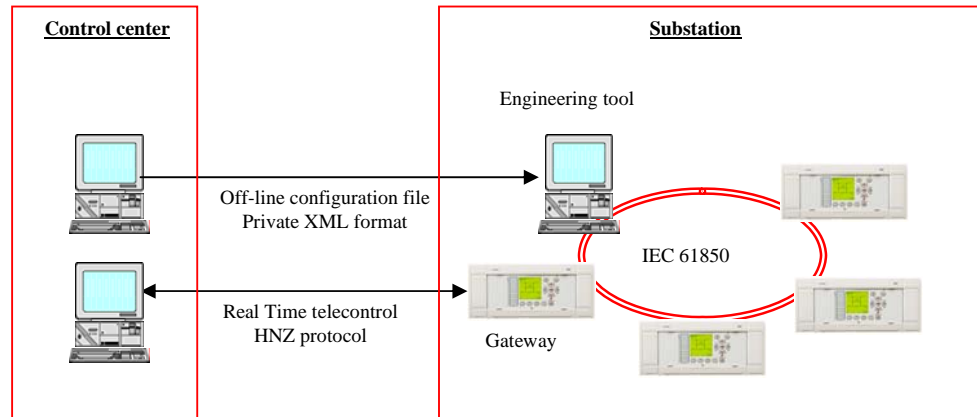 Control center
Substation
Engineering tool
Off-line configuration file
Private XML format
IEC 61850
Real Time telecontrol
HNZ protocol
Gateway